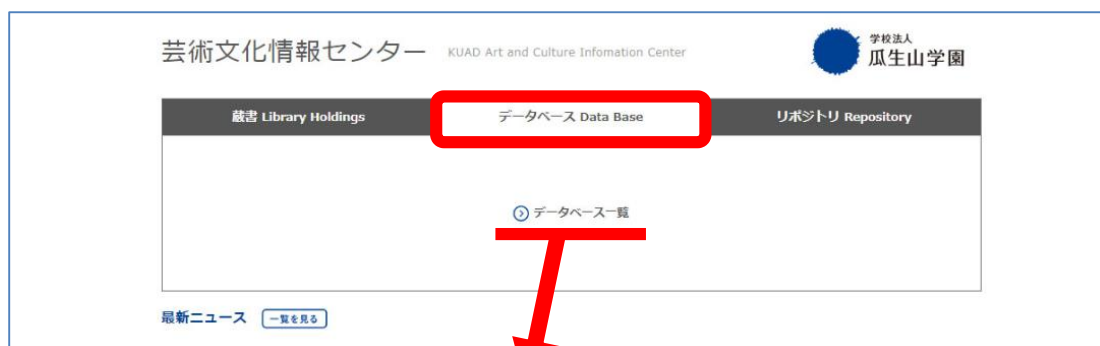 芸術文化情報センター KUAD Art and Culture Infomation Center
学校法人
瓜生山学園
蔵書 Library Holdings データベース Data Base リポジトリ Repository
データベース一覧
最新ニュース 一覧を見る